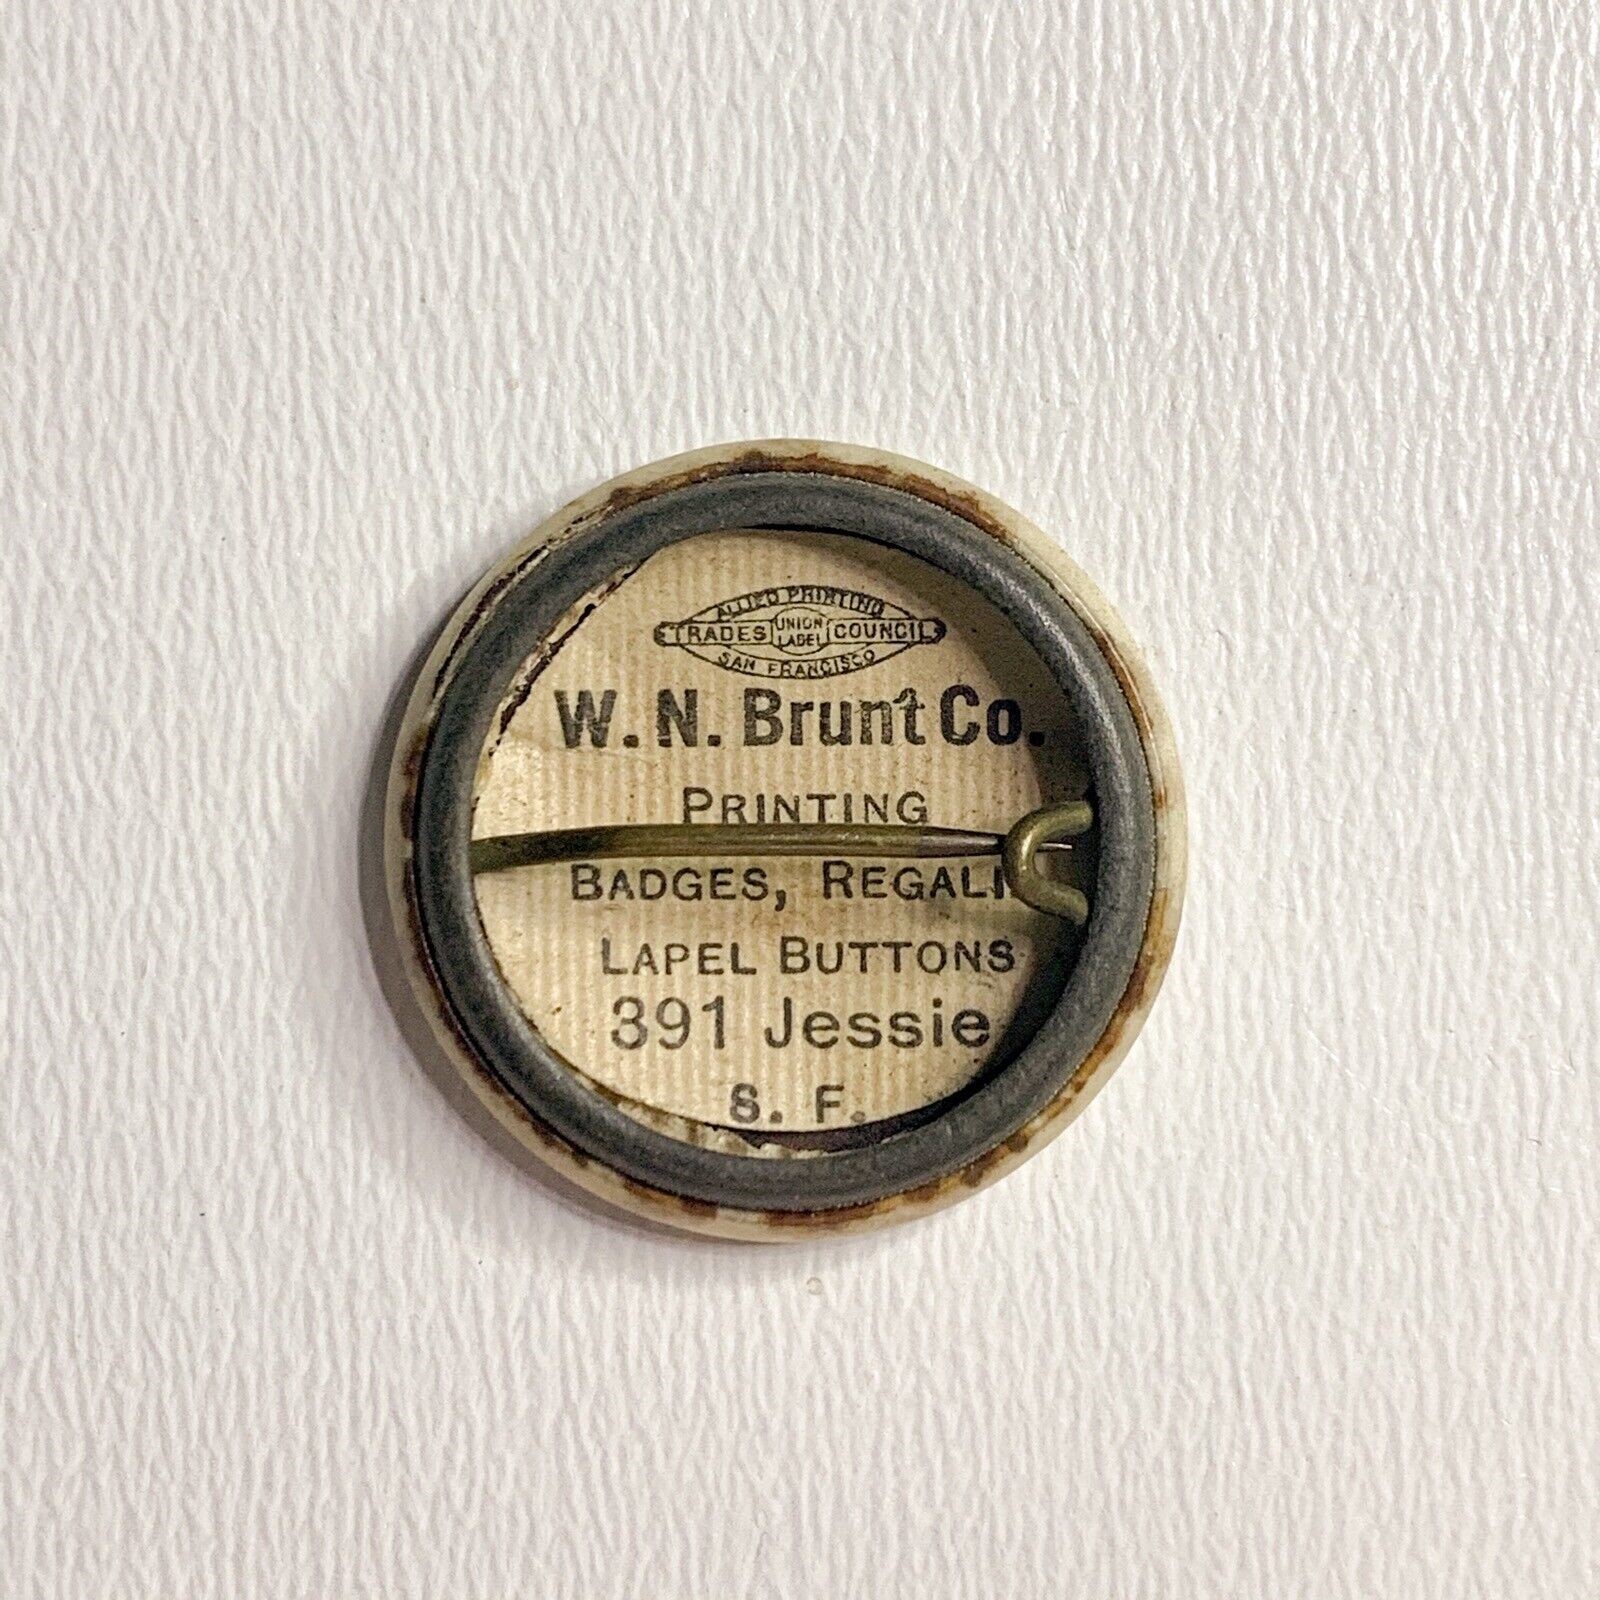 ALLIED PRINTING
TRADES UNION LABEL COUNCIL
SAN FRANCISCO
W. N. Brunt Co.
PRINTING
BADGES, REGALI
LAPEL BUTTONS
391 Jessie
S. F.